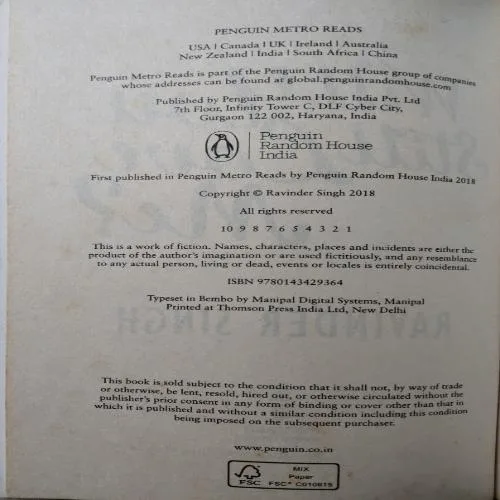 PENGUIN METRO READS
USA | Canada | UK | Ireland | Australia
New Zealand | India | South Africa | China
Penguin Metro Reads is part of the Penguin Random House group of companies
whose addresses can be found at global.penguinrandomhouse.com
Published by Penguin Random House India Pvt. Ltd
7th Floor, Infinity Tower C, DLF Cyber City,
Gurgaon 122 002, Haryana, India
Penguin
Random House
India
First published in Penguin Metro Reads by Penguin Random House India 2018
Copyright © Ravinder Singh 2018
All rights reserved
10 9 8 7 6 5 4 3 2 1
This is a work of fiction. Names, characters, places and incidents are either the
product of the author's imagination or are used fictitiously, and any resemblance
to any actual person, living or dead, events or locales is entirely coincidental.
ISBN 9780143429364
Typeset in Bembo by Manipal Digital Systems, Manipal
Printed at Thomson Press India Ltd, New Delhi
This book is sold subject to the condition that it shall not, by way of trade
or otherwise, be lent, resold, hired out, or otherwise circulated without the
publisher's prior consent in any form of binding or cover other than that in
which it is published and without a similar condition including this condition
being imposed on the subsequent purchaser.
www.penguin.co.in
FSC
MIX
Paper
FSC® C010615